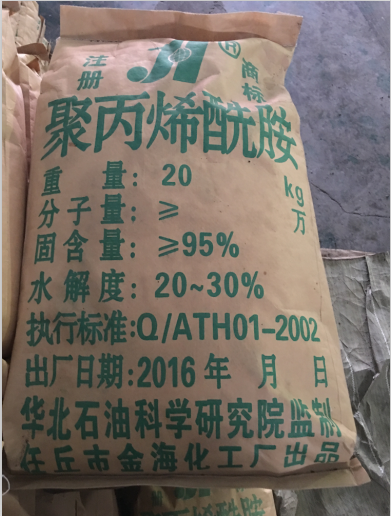 注册 JH ® 商标
聚丙烯酰胺
重 量: 20 kg
分子量: ≥ 万
固含量: ≥95%
水解度: 20~30%
执行标准:Q/ATH01-2002
出厂日期:2016 年 月 日
华北石油科学研究院监制
任丘市金海化工厂出品